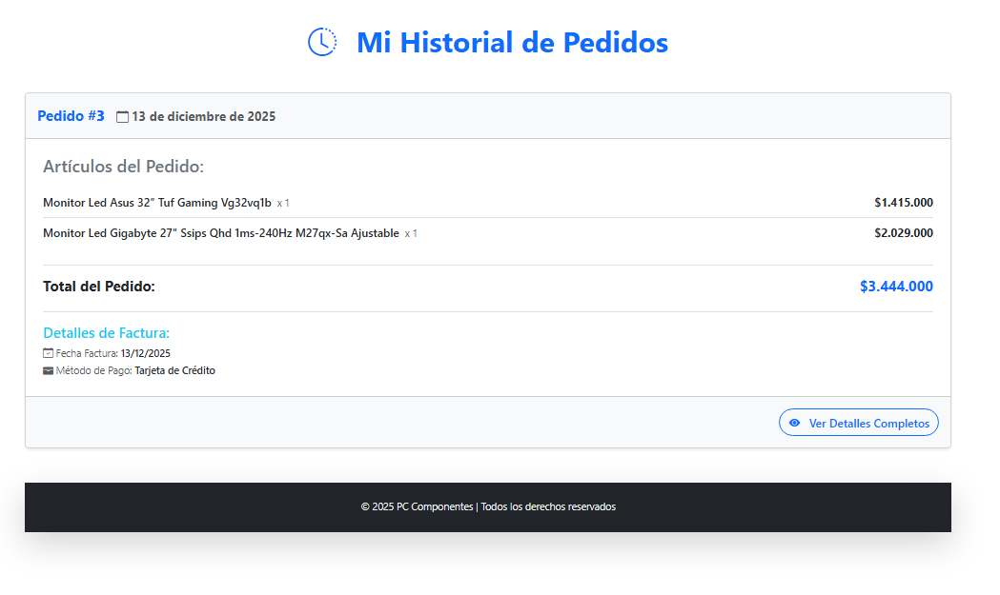 Mi Historial de Pedidos
Pedido #3 13 de diciembre de 2025
Artículos del Pedido:
Monitor Led Asus 32″ Tuf Gaming Vg32vq1b x 1 $1.415.000
Monitor Led Gigabyte 27" Ssips Qhd 1ms-240Hz M27qx-Sa Ajustable x 1 $2.029.000
Total del Pedido: $3.444.000
Detalles de Factura:
Fecha Factura: 13/12/2025
Método de Pago: Tarjeta de Crédito
Ver Detalles Completos
© 2025 PC Componentes | Todos los derechos reservados